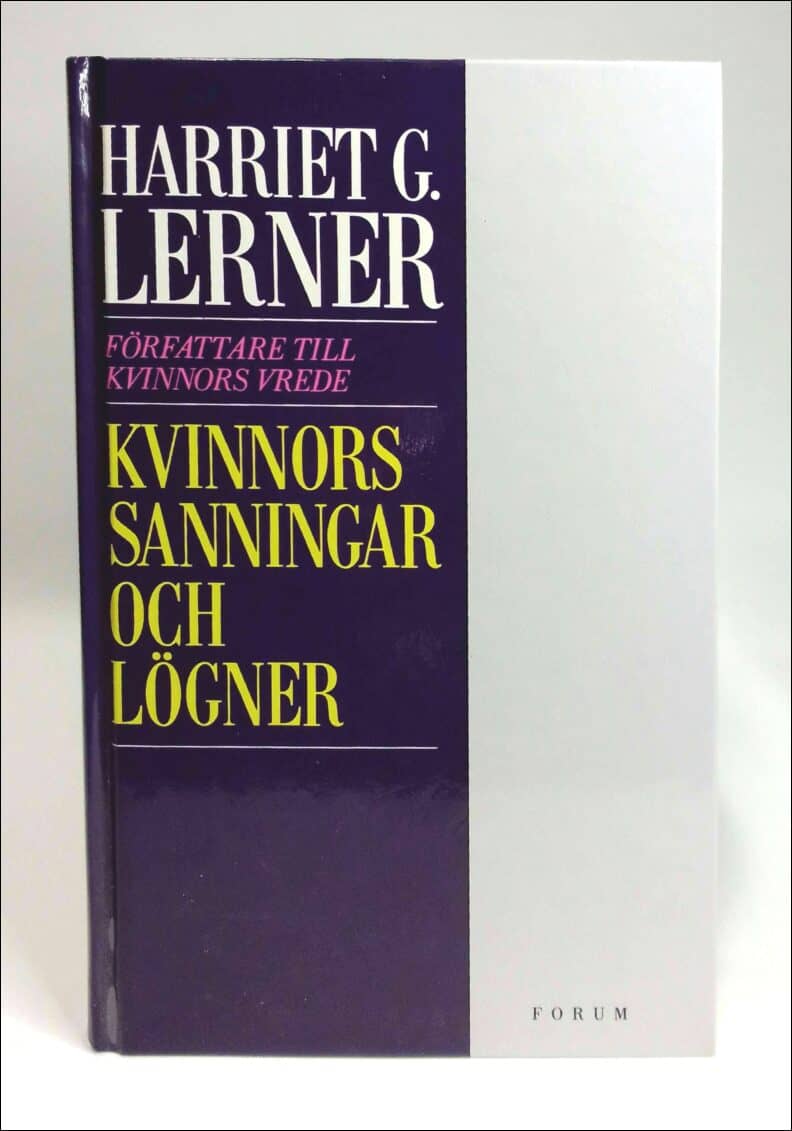 HARRIET G.
LERNER
FÖRFATTARE TILL
KVINNORS VREDE
KVINNORS
SANNINGAR
OCH
LÖGNER
FORUM